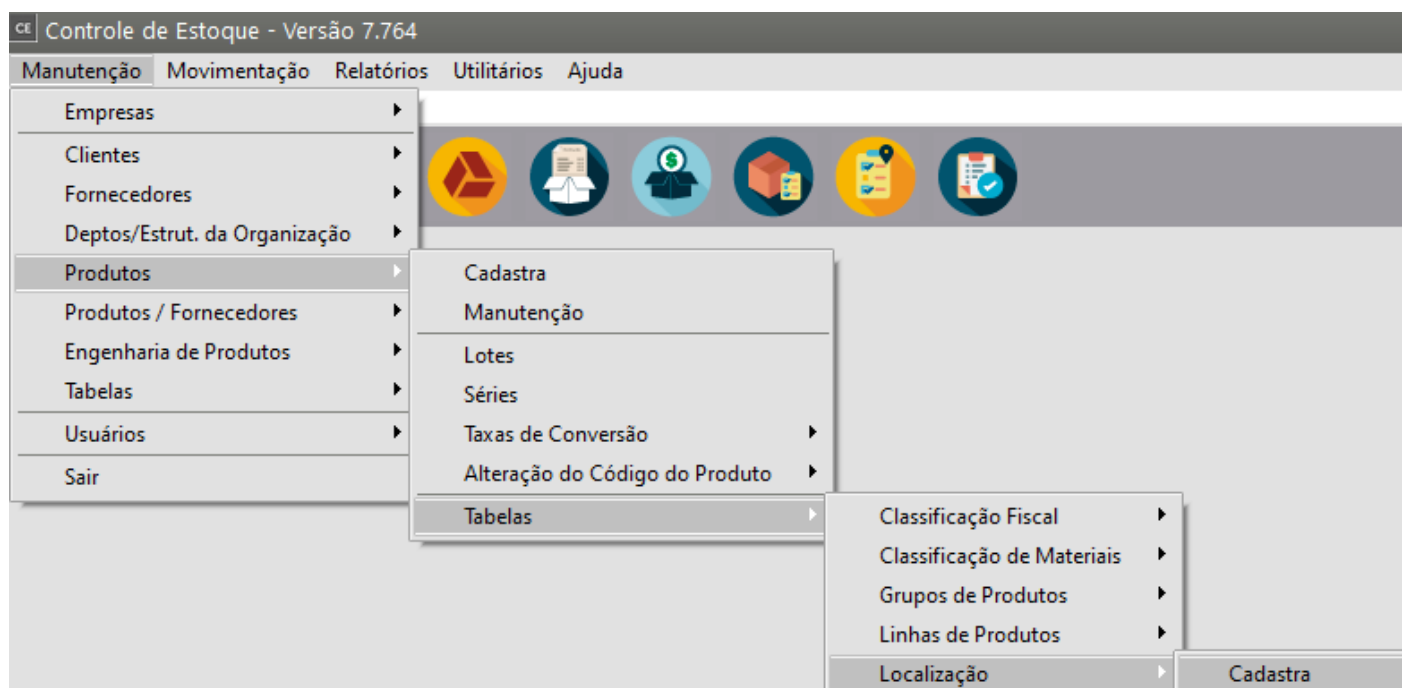 CE Controle de Estoque - Versão 7.764
Manutenção Movimentação Relatórios Utilitários Ajuda
Empresas
Clientes
Fornecedores
Deptos/Estrut. da Organização
Produtos
Produtos / Fornecedores
Engenharia de Produtos
Tabelas
Usuários
Sair
Cadastra
Manutenção
Lotes
Séries
Taxas de Conversão
Alteração do Código do Produto
Tabelas
Classificação Fiscal
Classificação de Materiais
Grupos de Produtos
Linhas de Produtos
Localização
Cadastra